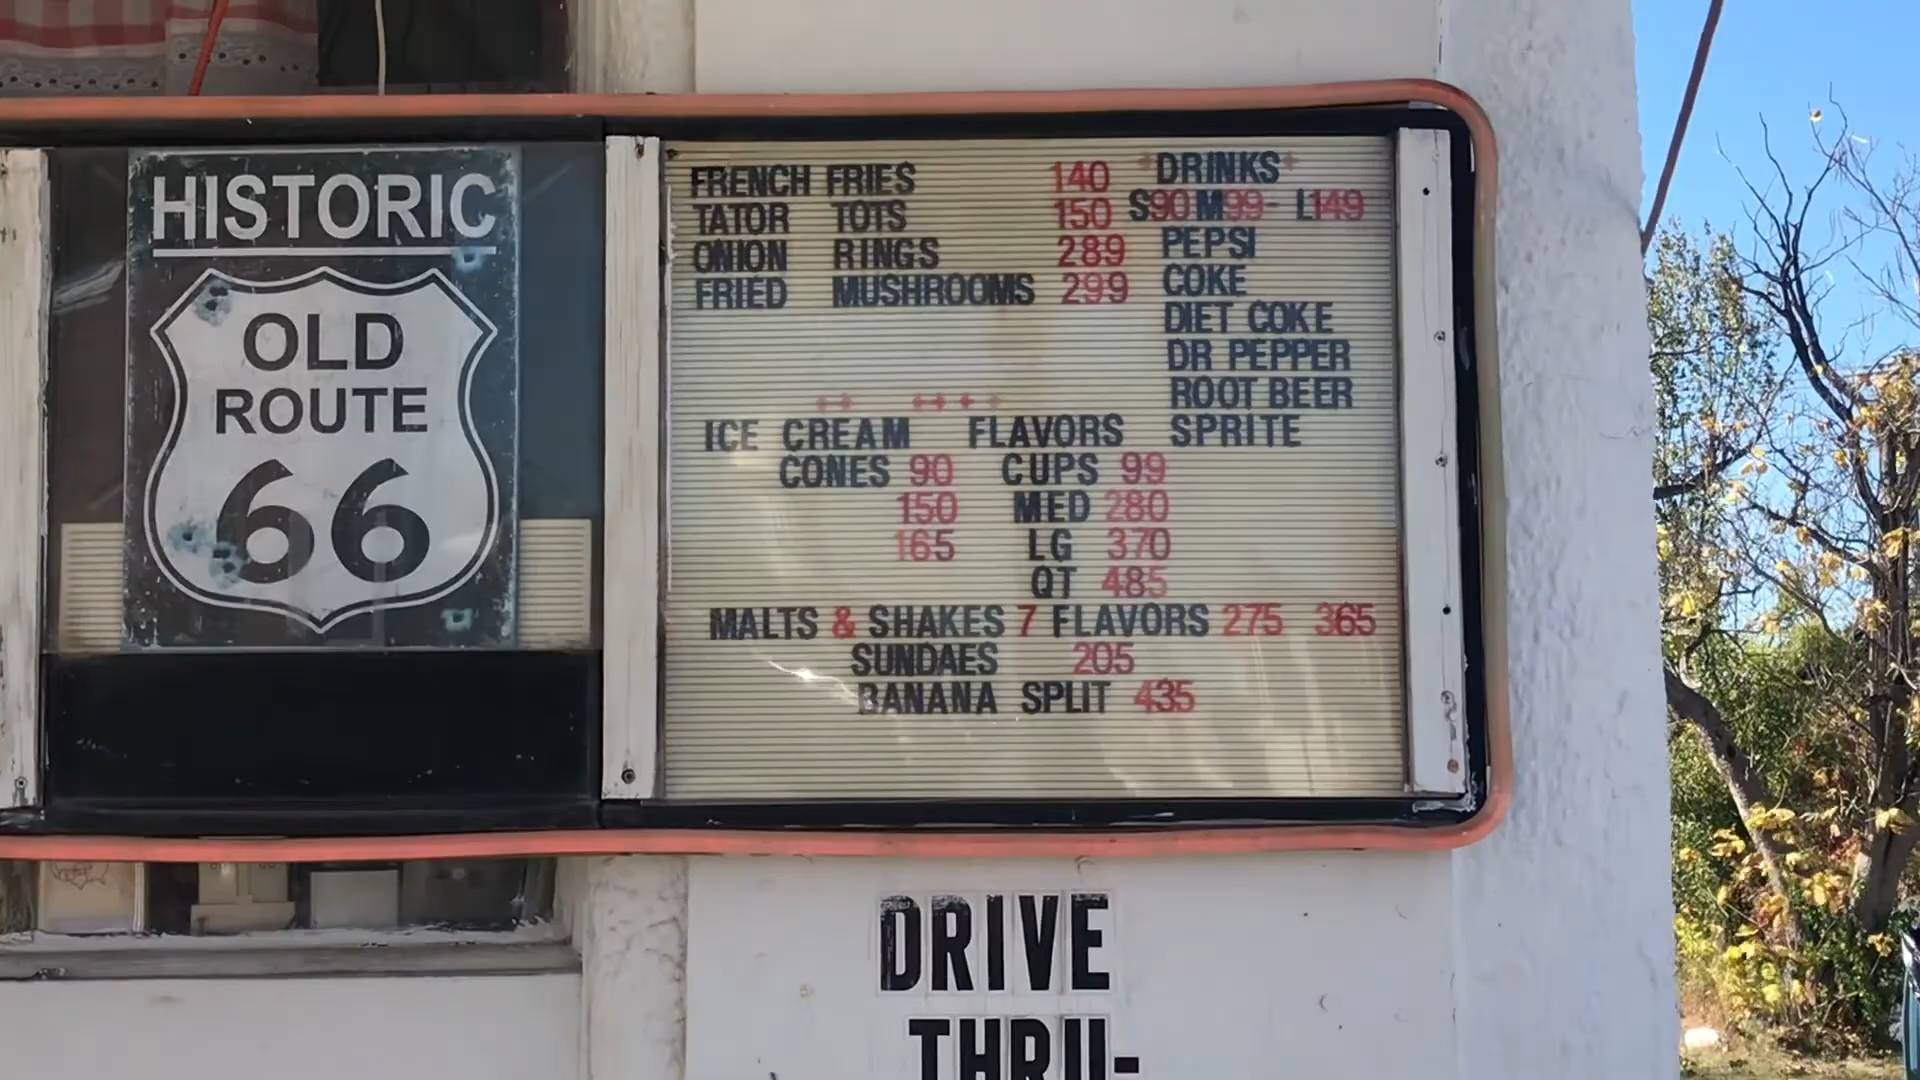 HISTORIC
OLD
ROUTE
66
FRENCH FRIES 140
TATOR TOTS 150
ONION RINGS 289
FRIED MUSHROOMS 299
DRINKS
S90 M99- L149
PEPSI
COKE
DIET COKE
DR PEPPER
ROOT BEER
SPRITE
ICE CREAM FLAVORS
CONES 90 CUPS 99
150 MED 280
165 LG 370
QT 485
MALTS & SHAKES 7 FLAVORS 275 365
SUNDAES 205
BANANA SPLIT 435
DRIVE
THRU-